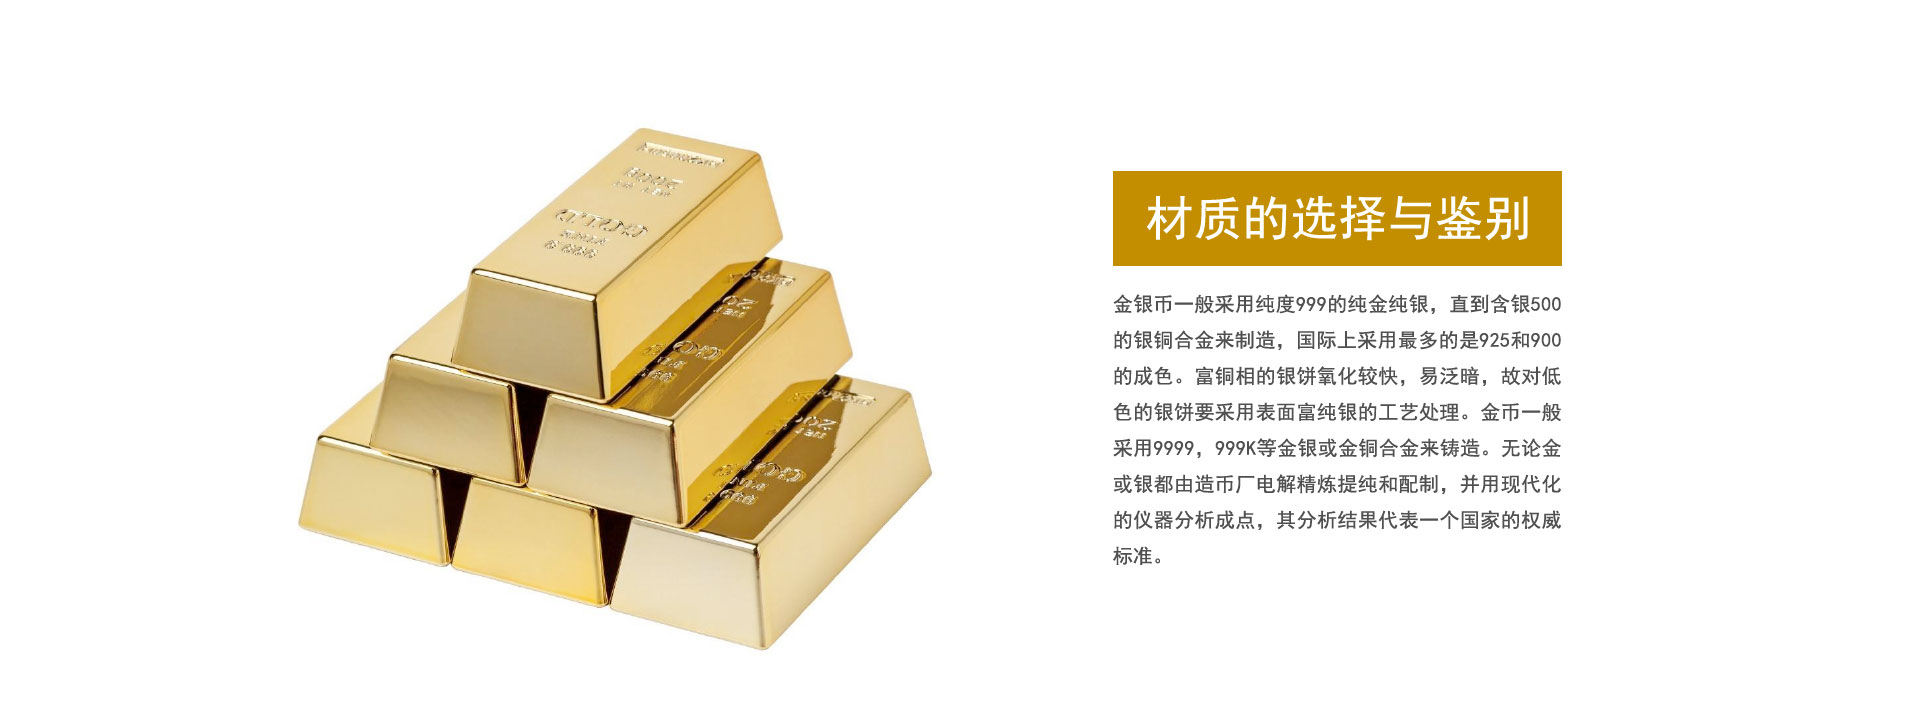 材质的选择与鉴别
金银币一般采用纯度999的纯金纯银，直到含银500
的银铜合金来制造，国际上采用最多的是925和900
的成色。富铜相的银饼氧化较快，易泛暗，故对低
色的银饼要采用表面富纯银的工艺处理。金币一般
采用9999，999K等金银或金铜合金来铸造。无论金
或银都由造币厂电解精炼提纯和配制，并用现代化
的仪器分析成点，其分析结果代表一个国家的权威
标准。